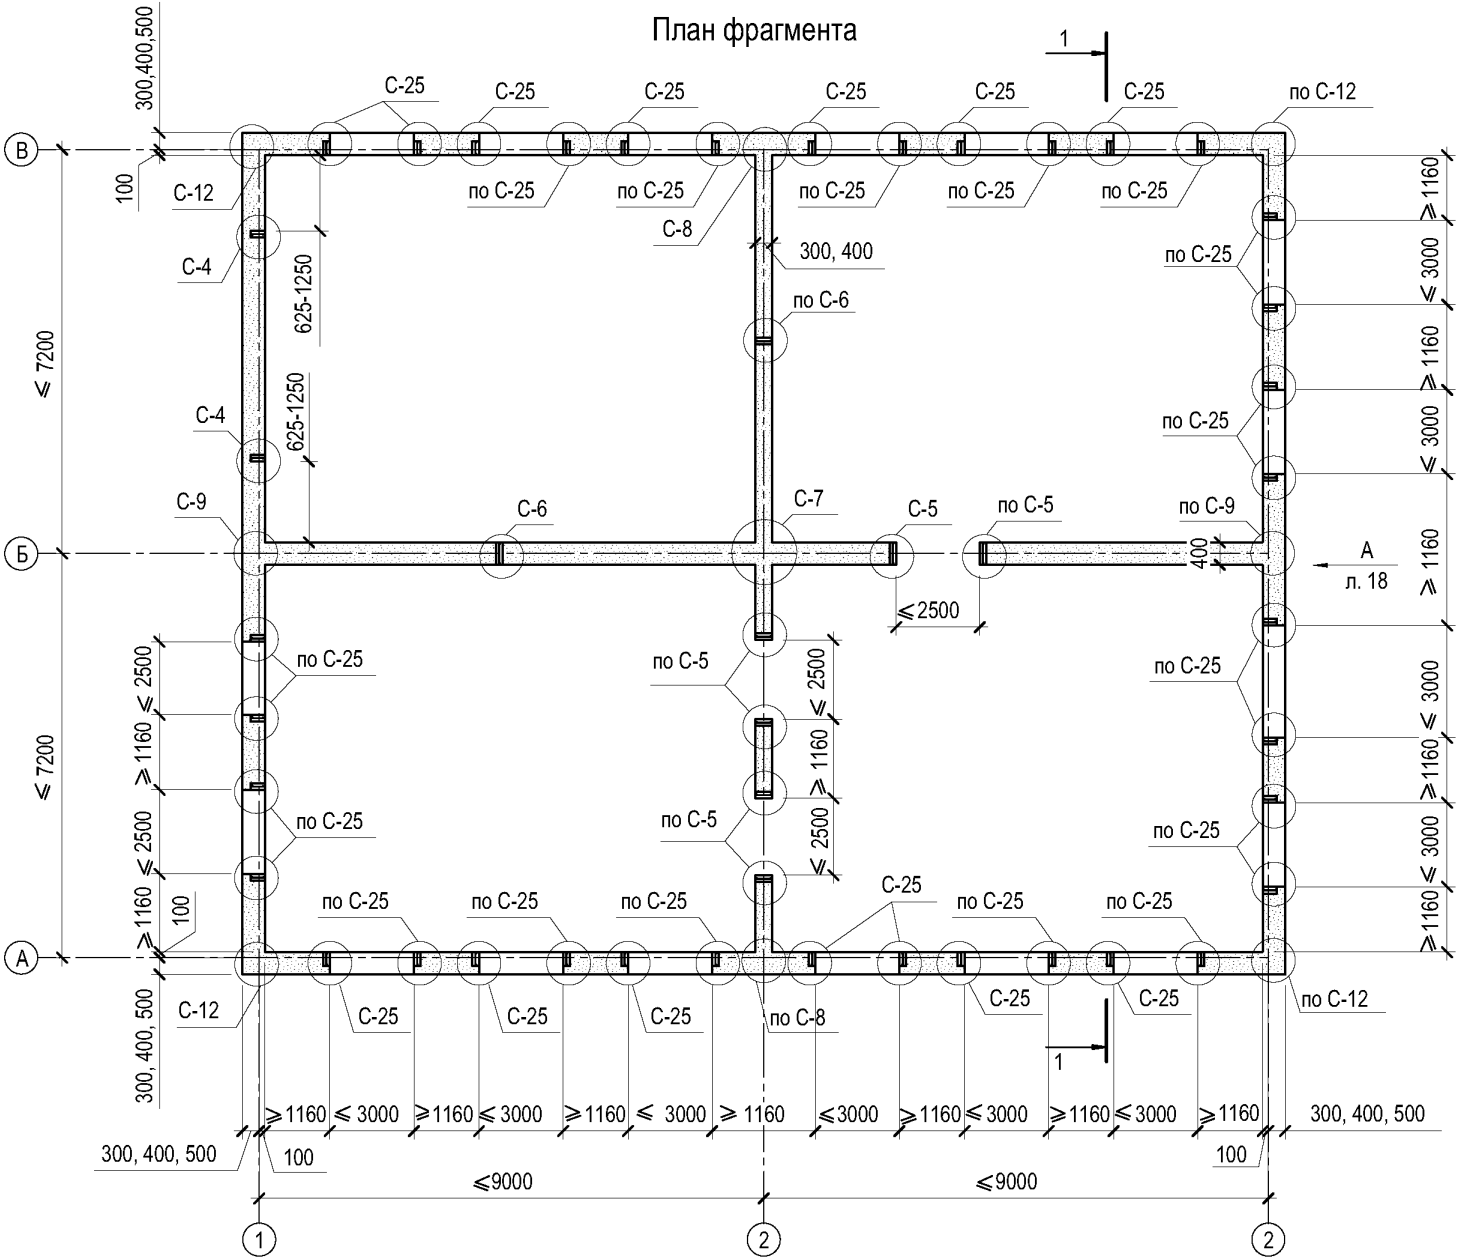 План фрагмента
300,400,500
100
В
С-12
С-25
С-25
С-25
С-25
С-25
С-25
по С-12
1
по С-25
по С-25
по С-25
по С-25
по С-25
С-8
300, 400
С-4
625-1250
по С-6
по С-25
⩾ 1160
⩽ 3000
⩽ 7200
⩾ 1160
С-4
625-1250
по С-25
⩽ 3000
С-9
С-6
С-7
С-5
по С-5
по С-9
Б
400
А
л. 18
⩾ 1160
⩽2500
⩽ 2500
по С-25
по С-5
⩽ 2500
по С-25
⩽ 3000
⩽ 7200
⩾ 1160
⩾ 1160
⩾ 1160
⩽ 2500
по С-25
по С-5
⩽ 2500
по С-25
⩽ 3000
⩾ 1160
100
по С-25
по С-25
по С-25
С-25
по С-25
по С-25
⩾1160
А
С-12
С-25
С-25
С-25
по С-8
С-25
С-25
по С-12
300, 400, 500
1
⩾ 1160
⩽ 3000
⩾ 1160
⩽ 3000
⩾ 1160
⩽ 3000
⩾ 1160
⩽3000
⩾ 1160
⩽ 3000
⩾ 1160
⩽ 3000
⩾ 1160
300, 400, 500
300, 400, 500
100
100
⩽9000
⩽9000
1
2
2